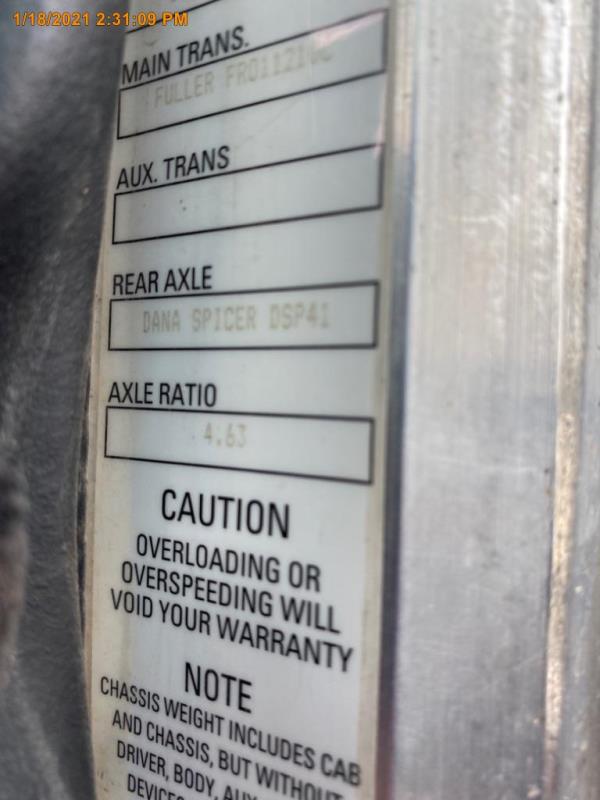 1/18/2021 2:31:09 PM
MAIN TRANS.
FULLER
AUX. TRANS
REAR AXLE
DANA SPICER DSP41
AXLE RATIO
4.63
CAUTION
OVERLOADING OR
OVERSPEEDING WILL
VOID YOUR WARRANTY
NOTE
CHASSIS WEIGHT INCLUDES CAB
AND CHASSIS, BUT WITHOUT
DRIVER, BODY,